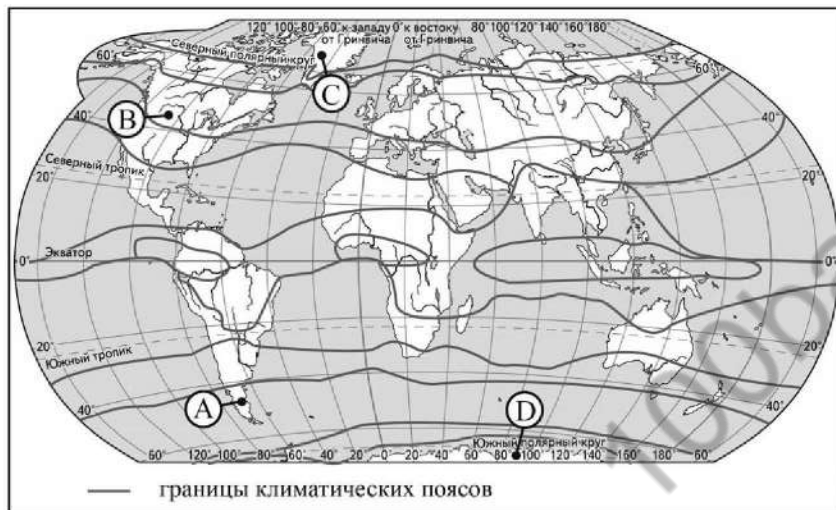 120° 100° 80° 60° к западу 0° к востоку 80° 100° 120° 140° 160° 180°
от Гринвича от Гринвича
Северный полярный круг
60°
60°
C
B
40°
40°
Северный тропик
20°
20°
Экватор
0°
0°
20°
20°
Южный тропик
A
D
40°
40°
Южный полярный круг
60° 120° 100° 80° 60° 40° 20° 0° 20° 40° 60° 80° 100° 120° 140° 160° 180° 60°
границы климатических поясов